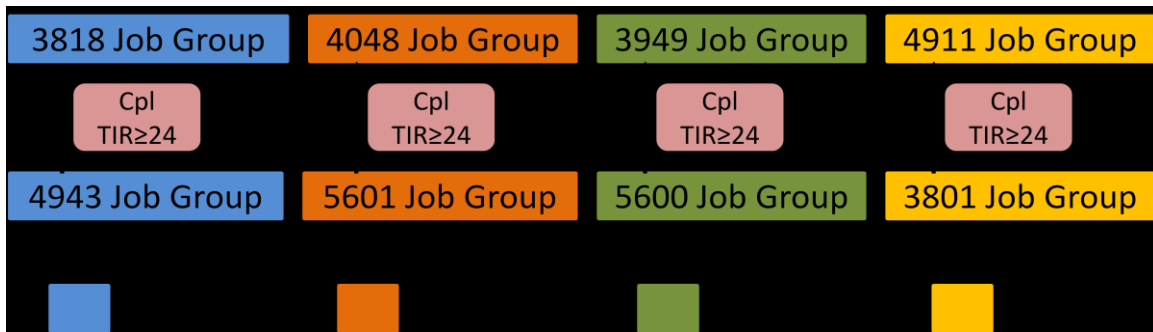 3818 Job Group 4048 Job Group 3949 Job Group 4911 Job Group
Cpl Cpl Cpl Cpl
TIR≥24 TIR≥24 TIR≥24 TIR≥24
4943 Job Group 5601 Job Group 5600 Job Group 3801 Job Group